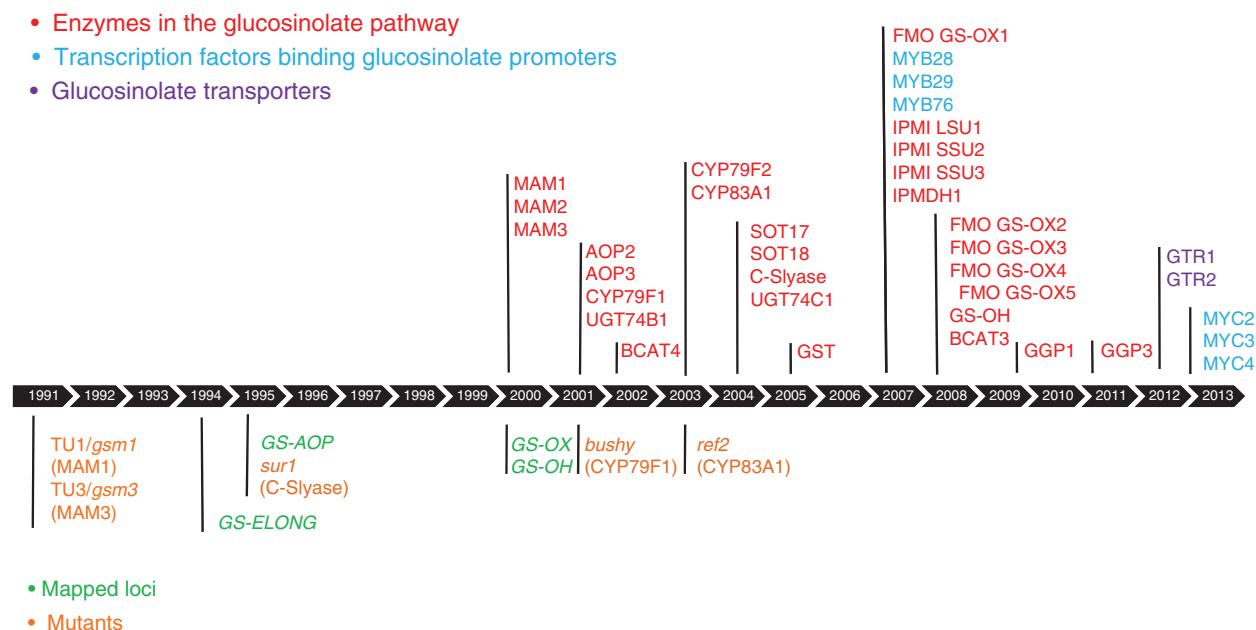 • Enzymes in the glucosinolate pathway
• Transcription factors binding glucosinolate promoters
• Glucosinolate transporters
MAM1
MAM2
MAM3
AOP2
AOP3
CYP79F1
UGT74B1
BCAT4
CYP79F2
CYP83A1
SOT17
SOT18
C-Slyase
UGT74C1
GST
FMO GS-OX1
MYB28
MYB29
MYB76
IPMI LSU1
IPMI SSU2
IPMI SSU3
IPMDH1
FMO GS-OX2
FMO GS-OX3
FMO GS-OX4
FMO GS-OX5
GS-OH
BCAT3
GGP1
GGP3
GTR1
GTR2
MYC2
MYC3
MYC4
1991 1992 1993 1994 1995 1996 1997 1998 1999 2000 2001 2002 2003 2004 2005 2006 2007 2008 2009 2010 2011 2012 2013
TU1/gsm1
(MAM1)
TU3/gsm3
(MAM3)
GS-ELONG
GS-AOP
sur1
(C-Slyase)
GS-OX
GS-OH
bushy
(CYP79F1)
ref2
(CYP83A1)
• Mapped loci
• Mutants